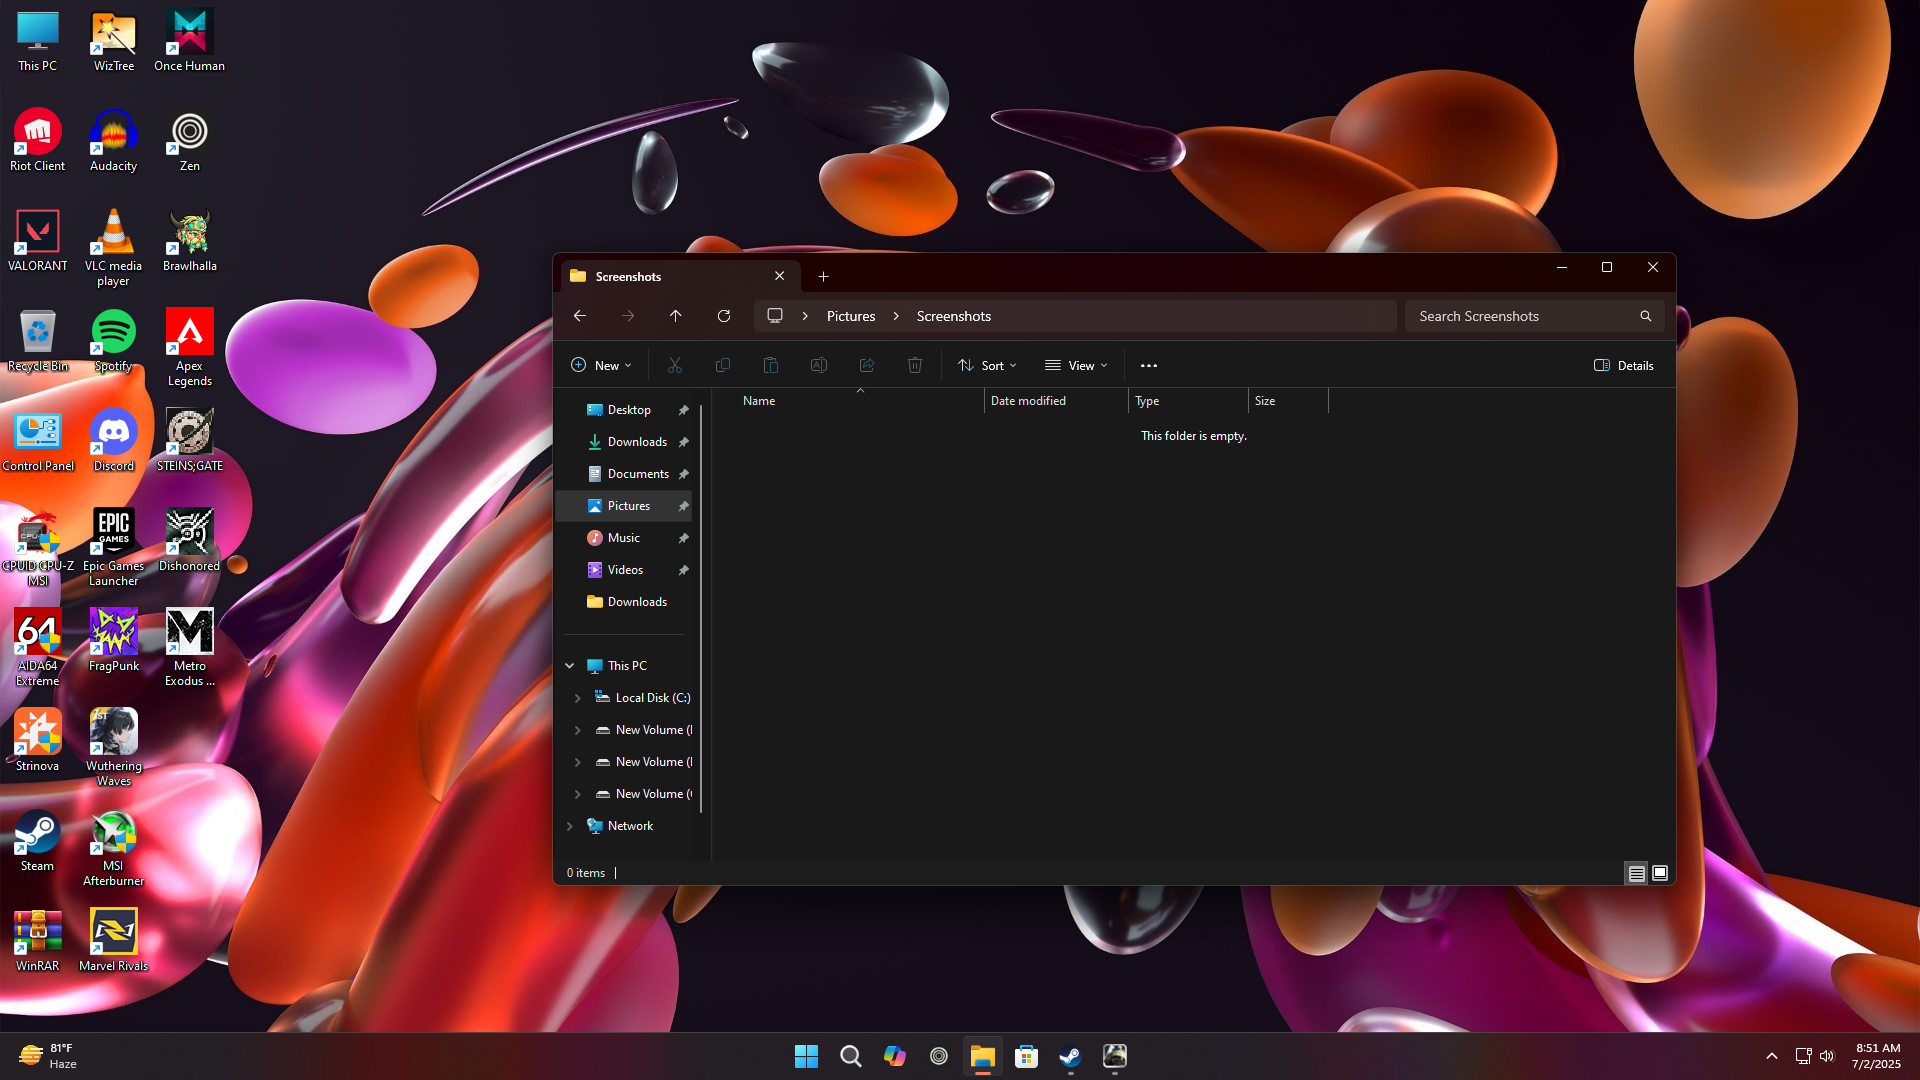 This PC
WizTree
Once Human
Riot Client
Audacity
Zen
VALORANT
VLC media
player
Brawlhalla
Recycle Bin
Spotify
Apex
Legends
Control Panel
Discord
STEINS;GATE
CPUID CPU-Z
MSI
EPIC
GAMES
Epic Games
Launcher
Dishonored
64
AIDA64
Extreme
FragPunk
Metro
Exodus ...
Strinova
1ST
Wuthering
Waves
Steam
MSI
Afterburner
WinRAR
Marvel Rivals
Screenshots
Pictures
Screenshots
Search Screenshots
New
Sort
View
Details
Desktop
Downloads
Documents
Pictures
Music
Videos
Downloads
This PC
Local Disk (C:)
New Volume (
New Volume (
New Volume (
Network
Name
Date modified
Type
Size
This folder is empty.
0 items
81°F
Haze
8:51 AM
7/2/2025